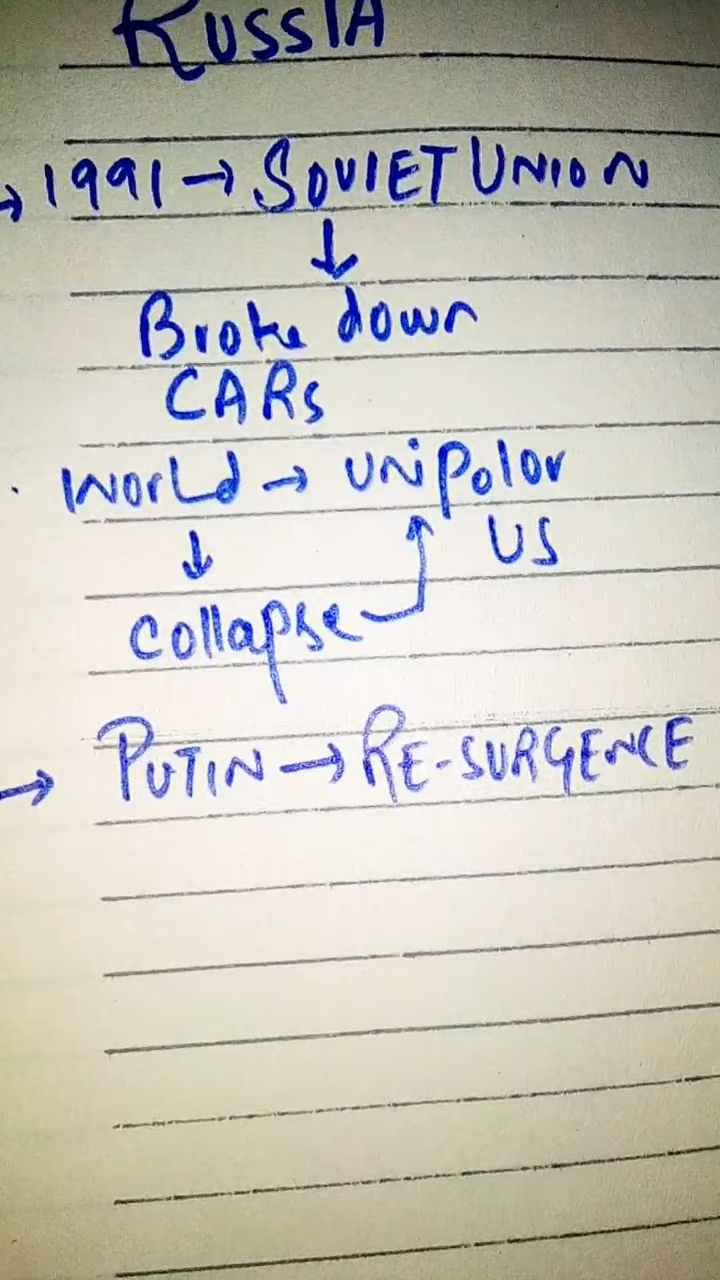 RUSSIA
→ 1991 → SOVIET UNION
↓
Broke down
CARs
· World → UNiPolar
↓ US
Collapse
→ PUTIN → RE-SURGENCE